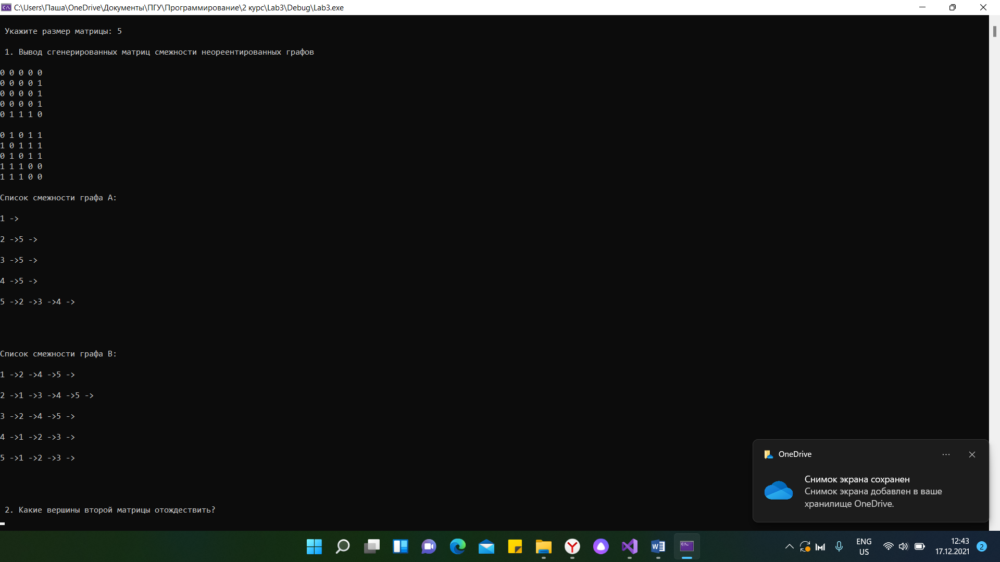 C:\Users\Паша\OneDrive\Документы\ПГУ\Программирование\2 курс\Lab3\Debug\Lab3.exe
Укажите размер матрицы: 5
1. Вывод сгенерированных матриц смежности неореентированных графов
0 0 0 0 0
0 0 0 0 1
0 0 0 0 1
0 0 0 0 1
0 1 1 1 0
0 1 0 1 1
1 0 1 1 1
0 1 0 1 1
1 1 1 0 0
1 1 1 0 0
Список смежности графа A:
1 ->
2 ->5 ->
3 ->5 ->
4 ->5 ->
5 ->2 ->3 ->4 ->
Список смежности графа B:
1 ->2 ->4 ->5 ->
2 ->1 ->3 ->4 ->5 ->
3 ->2 ->4 ->5 ->
4 ->1 ->2 ->3 ->
5 ->1 ->2 ->3 ->
2. Какие вершины второй матрицы отождествить?
OneDrive
Снимок экрана сохранен
Снимок экрана добавлен в ваше
хранилище OneDrive.
ENG
US
12:43
17.12.2021
2